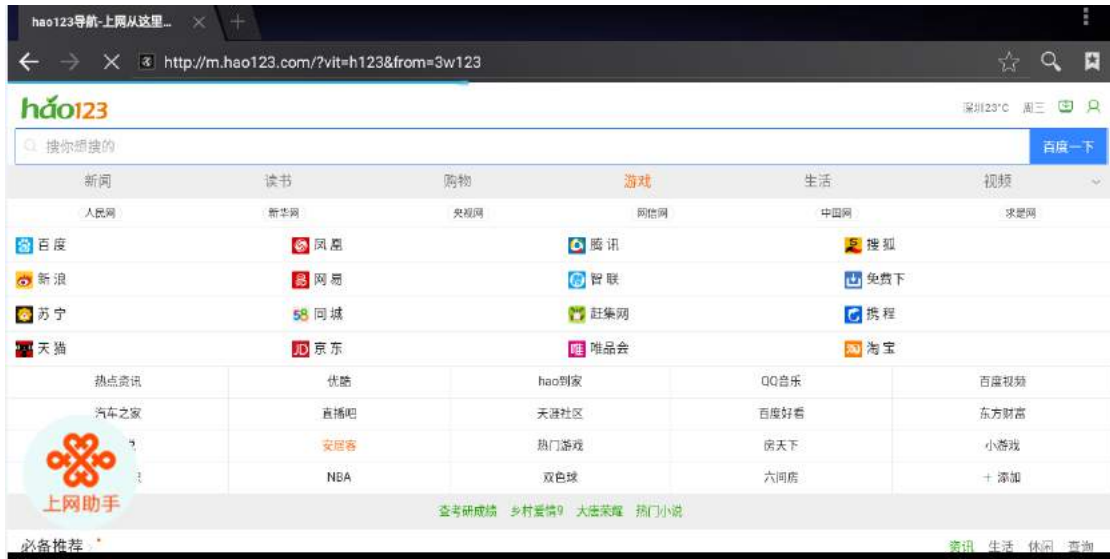 hao123导航-上网从这里...
http://m.hao123.com/?vit=h123&from=3w123
hǎo123 深圳23°C 周三
搜你想搜的 百度一下
新闻 读书 购物 游戏 生活 视频
人民网 新华网 央视网 网信网 中国网 求是网
百度 凤凰 腾讯 搜狐
新浪 网易 智联 免费下
苏宁 58 同城 赶集网 携程
天猫 JD 京东 唯 唯品会 淘宝
热点资讯 优酷 hao到家 QQ音乐 百度视频
汽车之家 直播吧 天涯社区 百度好看 东方财富
安居客 热门游戏 房天下 小游戏
NBA 双色球 六间房 + 添加
上网助手
查考研成绩 乡村爱情9 大唐荣耀 热门小说
必备推荐 资讯 生活 休闲 查询